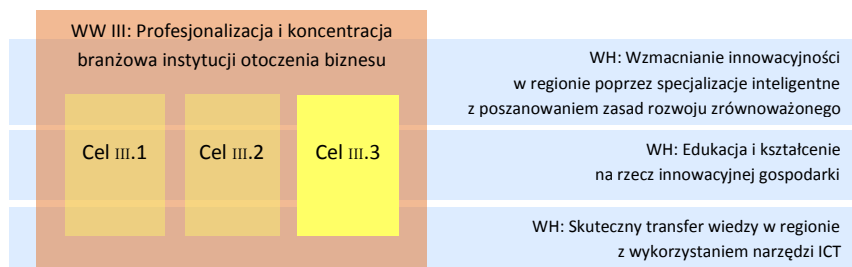 WW III: Profesjonalizacja i koncentracja
branżowa instytucji otoczenia biznesu
Cel III.1
Cel III.2
Cel III.3
WH: Wzmacnianie innowacyjności
w regionie poprzez specjalizacje inteligentne
z poszanowaniem zasad rozwoju zrównoważonego
WH: Edukacja i kształcenie
na rzecz innowacyjnej gospodarki
WH: Skuteczny transfer wiedzy w regionie
z wykorzystaniem narzędzi ICT